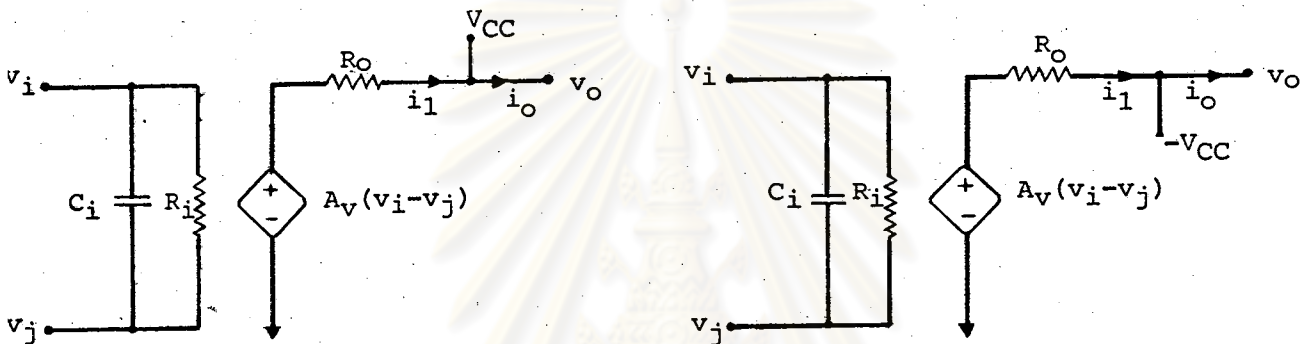 V_CC
R_o
v_i
i_1
i_o
v_o
C_i
R_i
A_v(v_i-v_j)
v_j
R_o
v_i
i_1
i_o
v_o
-V_CC
C_i
R_i
A_v(v_i-v_j)
v_j